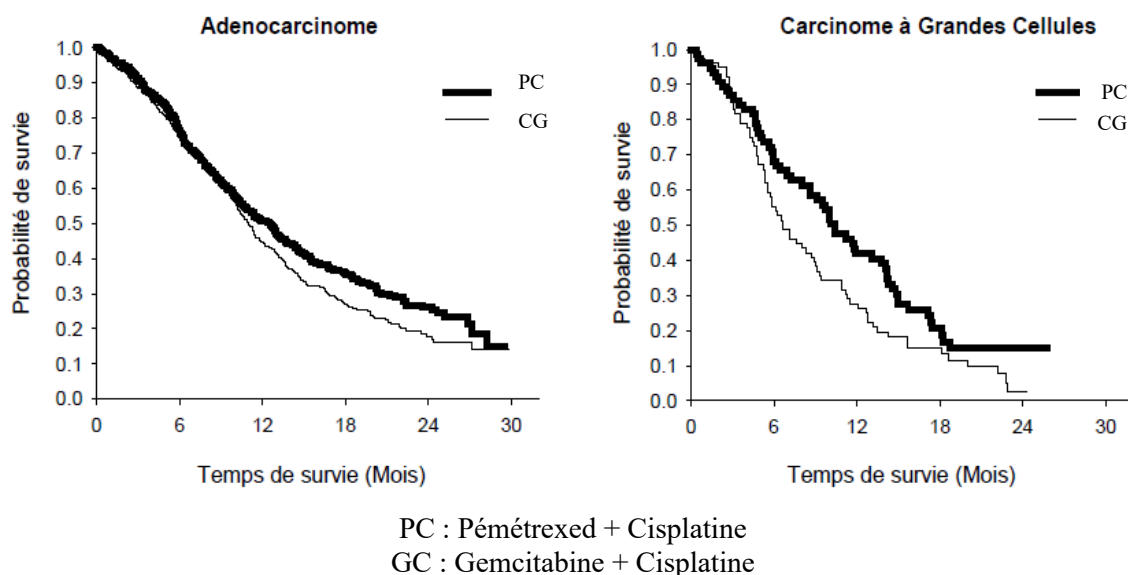 Adenocarcinome
Probabilité de survie
1.0
0.9
0.8
0.7
0.6
0.5
0.4
0.3
0.2
0.1
0.0
PC
CG
0 6 12 18 24 30
Temps de survie (Mois)
Carcinome à Grandes Cellules
Probabilité de survie
1.0
0.9
0.8
0.7
0.6
0.5
0.4
0.3
0.2
0.1
0.0
PC
CG
0 6 12 18 24 30
Temps de survie (Mois)
PC : Pémétrexed + Cisplatine
GC : Gemcitabine + Cisplatine